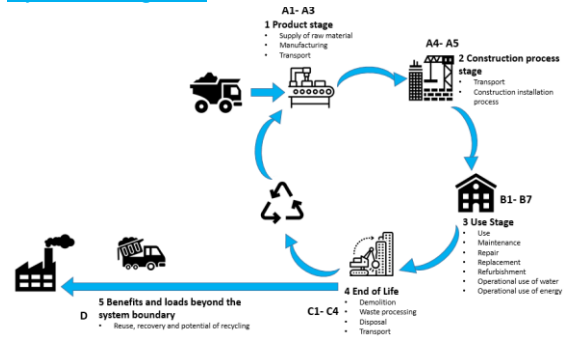 A1- A3
1 Product stage
• Supply of raw material
• Manufacturing
• Transport
A4- A5
2 Construction process
stage
• Transport
• Construction installation
process
B1- B7
3 Use Stage
• Use
• Maintenance
• Repair
• Replacement
• Refurbishment
• Operational use of water
• Operational use of energy
4 End of Life
C1- C4
• Demolition
• Waste processing
• Disposal
• Transport
5 Benefits and loads beyond the
D
system boundary
• Reuse, recovery and potential of recycling